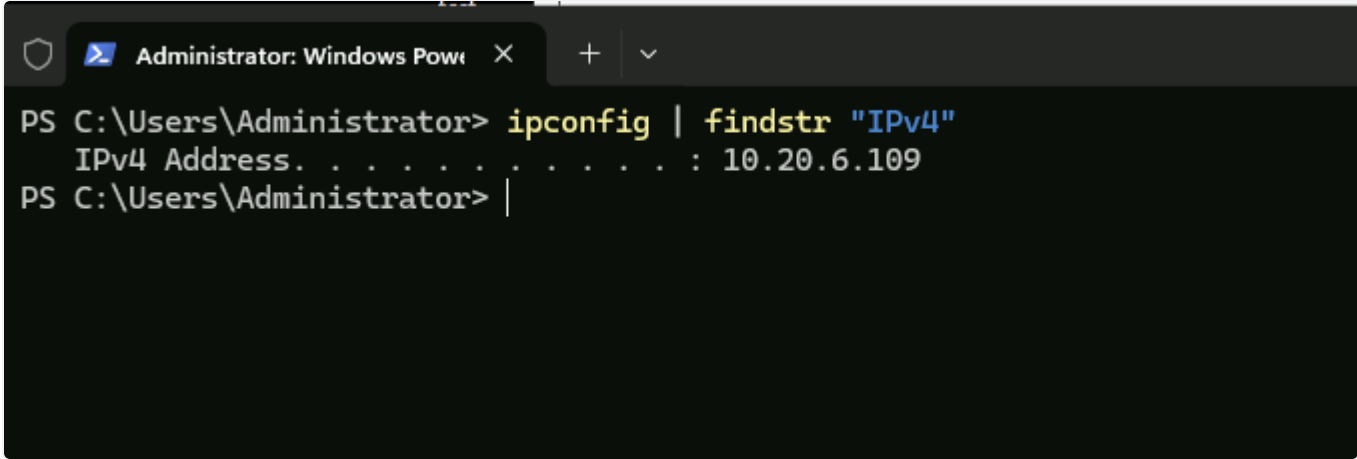 Administrator: Windows Powe
PS C:\Users\Administrator> ipconfig | findstr "IPv4"
   IPv4 Address. . . . . . . . . . . : 10.20.6.109
PS C:\Users\Administrator>